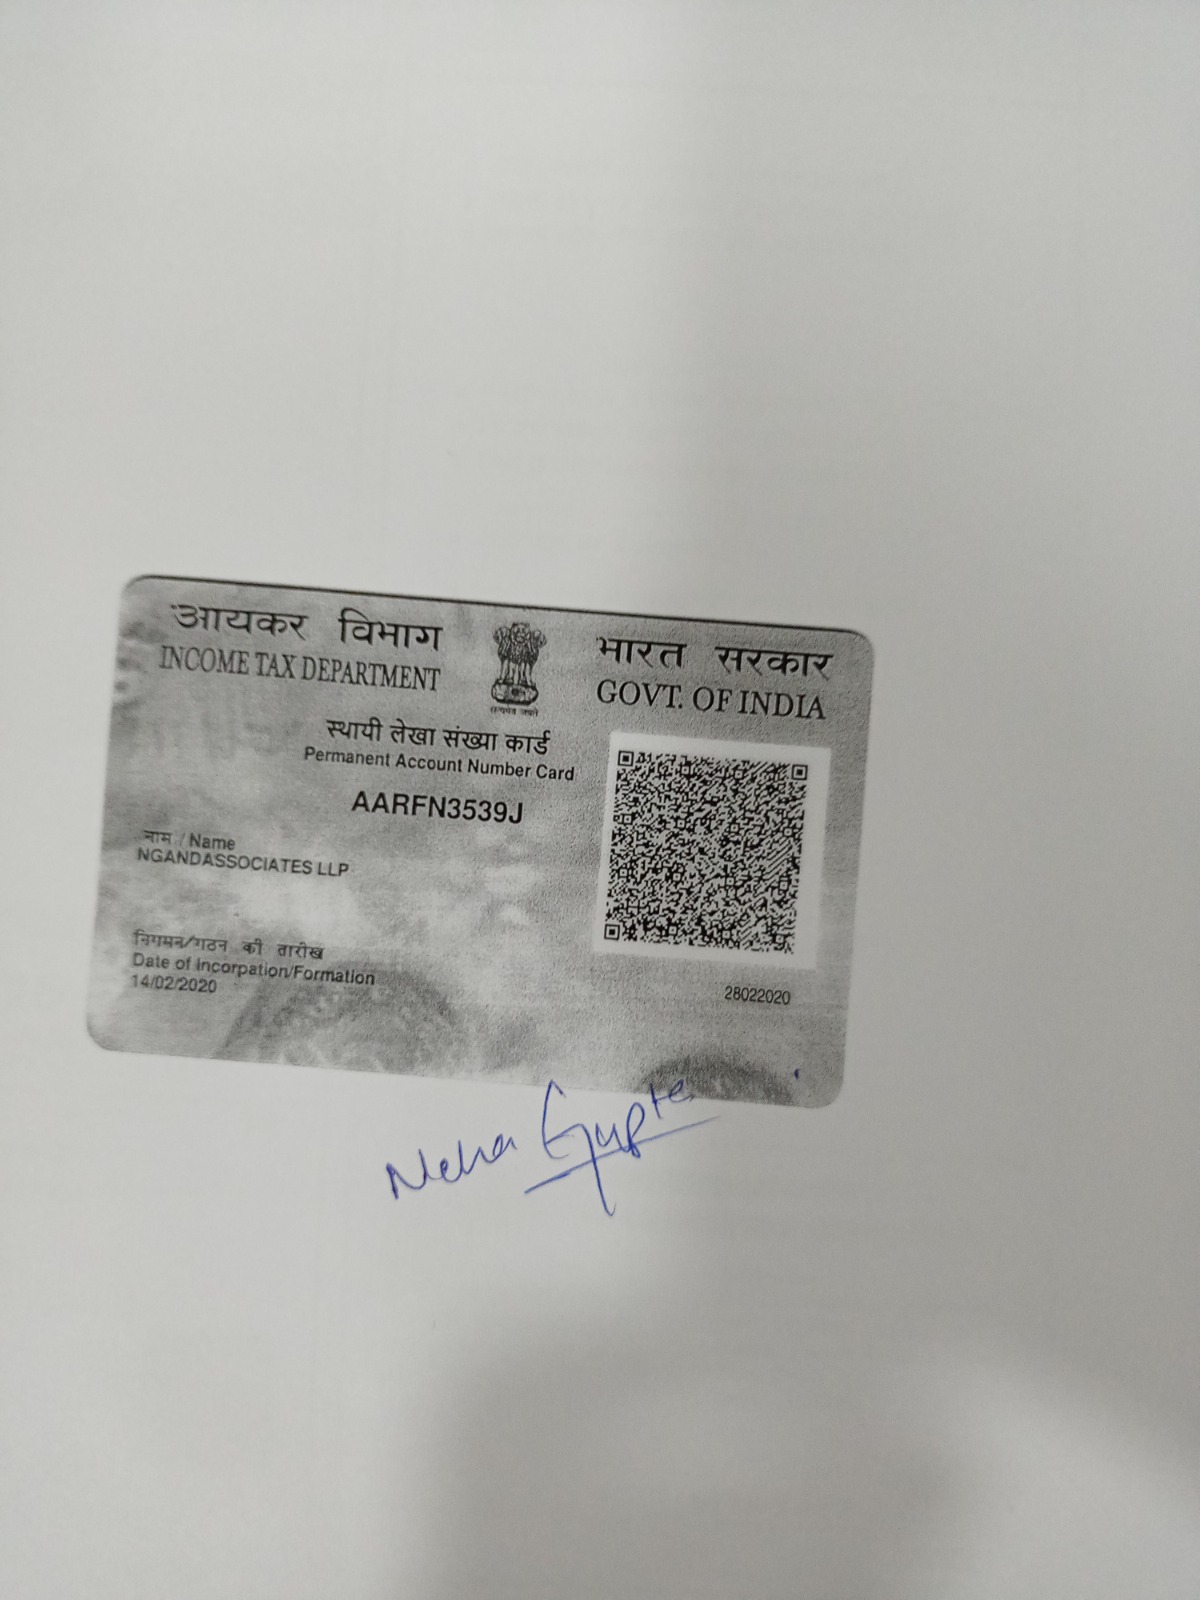 आयकर विभाग
INCOME TAX DEPARTMENT
सत्यमेव जयते
भारत सरकार
GOVT. OF INDIA
स्थायी लेखा संख्या कार्ड
Permanent Account Number Card
AARFN3539J
नाम / Name
NGANDASSOCIATES LLP
निगमन/गठन की तारीख
Date of Incorpation/Formation
14/02/2020
28022020
Neha Gupta